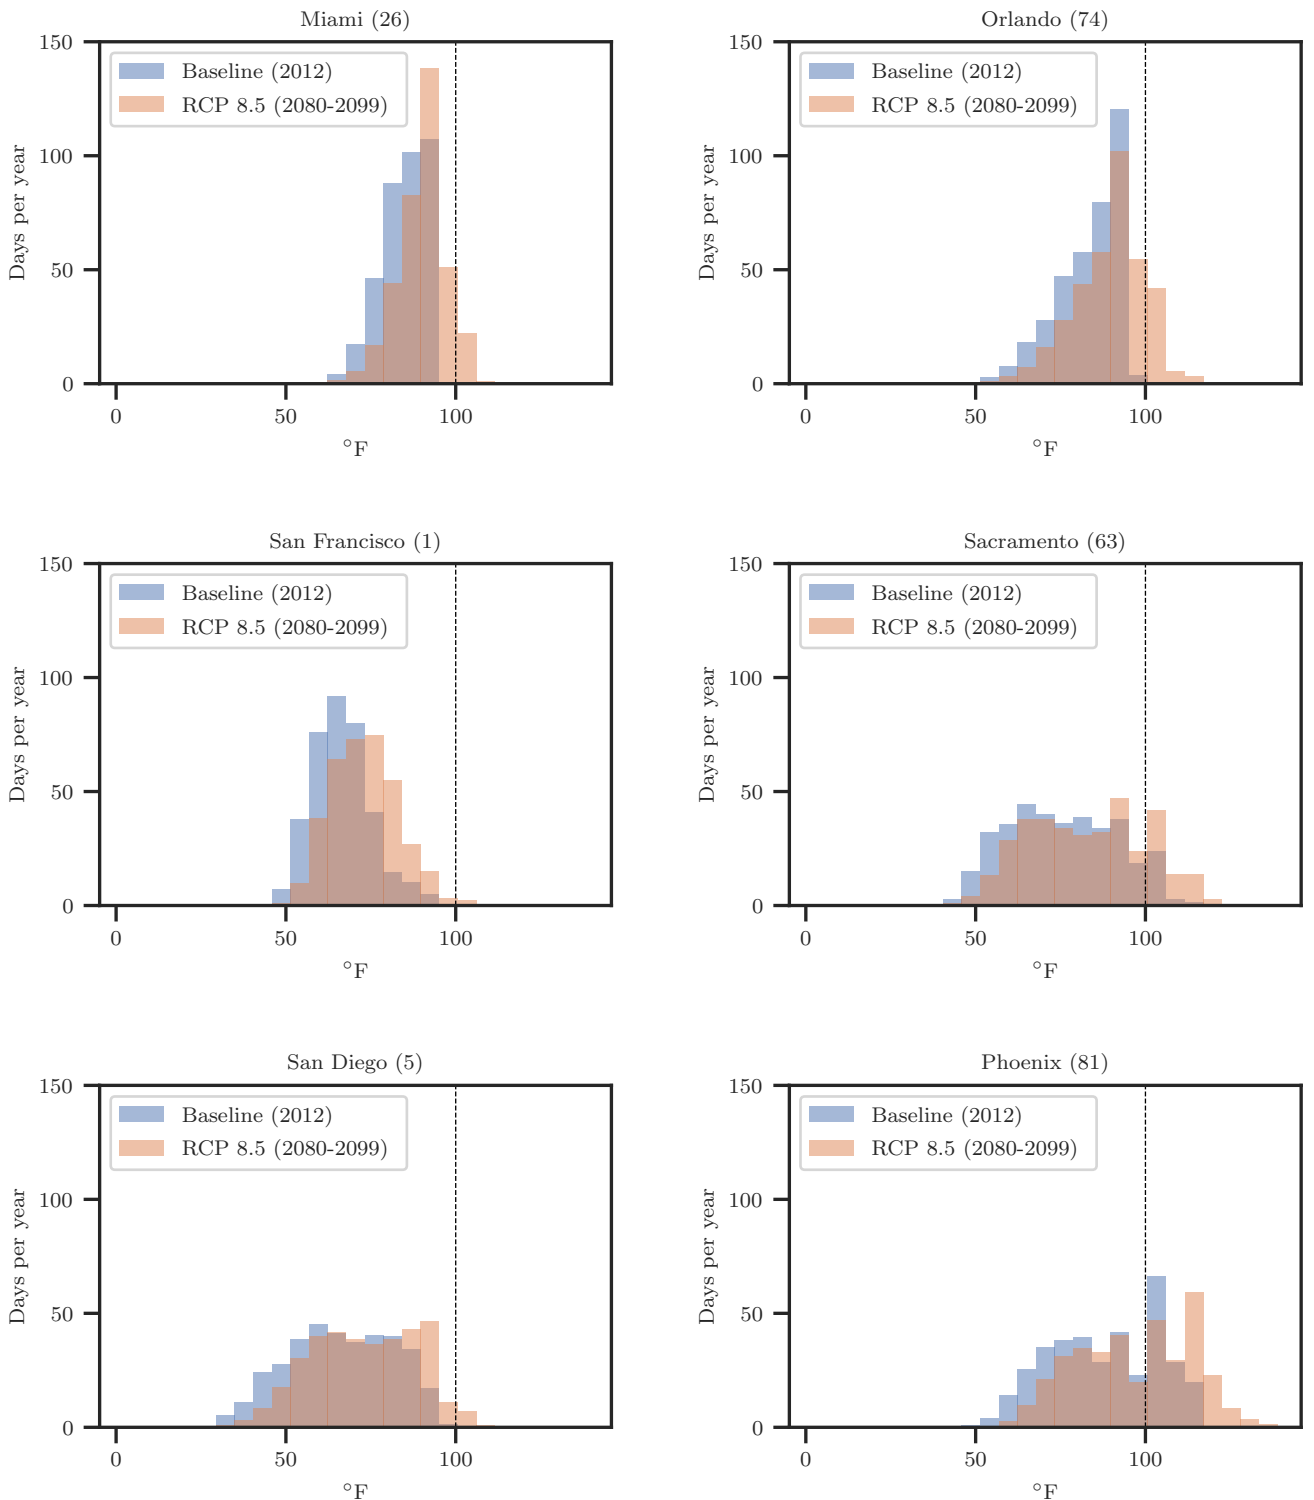 Miami (26)
150
100
50
0
Days per year
Baseline (2012)
RCP 8.5 (2080-2099)
0 50 100
°F
Orlando (74)
150
100
50
0
Days per year
Baseline (2012)
RCP 8.5 (2080-2099)
0 50 100
°F
San Francisco (1)
150
100
50
0
Days per year
Baseline (2012)
RCP 8.5 (2080-2099)
0 50 100
°F
Sacramento (63)
150
100
50
0
Days per year
Baseline (2012)
RCP 8.5 (2080-2099)
0 50 100
°F
San Diego (5)
150
100
50
0
Days per year
Baseline (2012)
RCP 8.5 (2080-2099)
0 50 100
°F
Phoenix (81)
150
100
50
0
Days per year
Baseline (2012)
RCP 8.5 (2080-2099)
0 50 100
°F